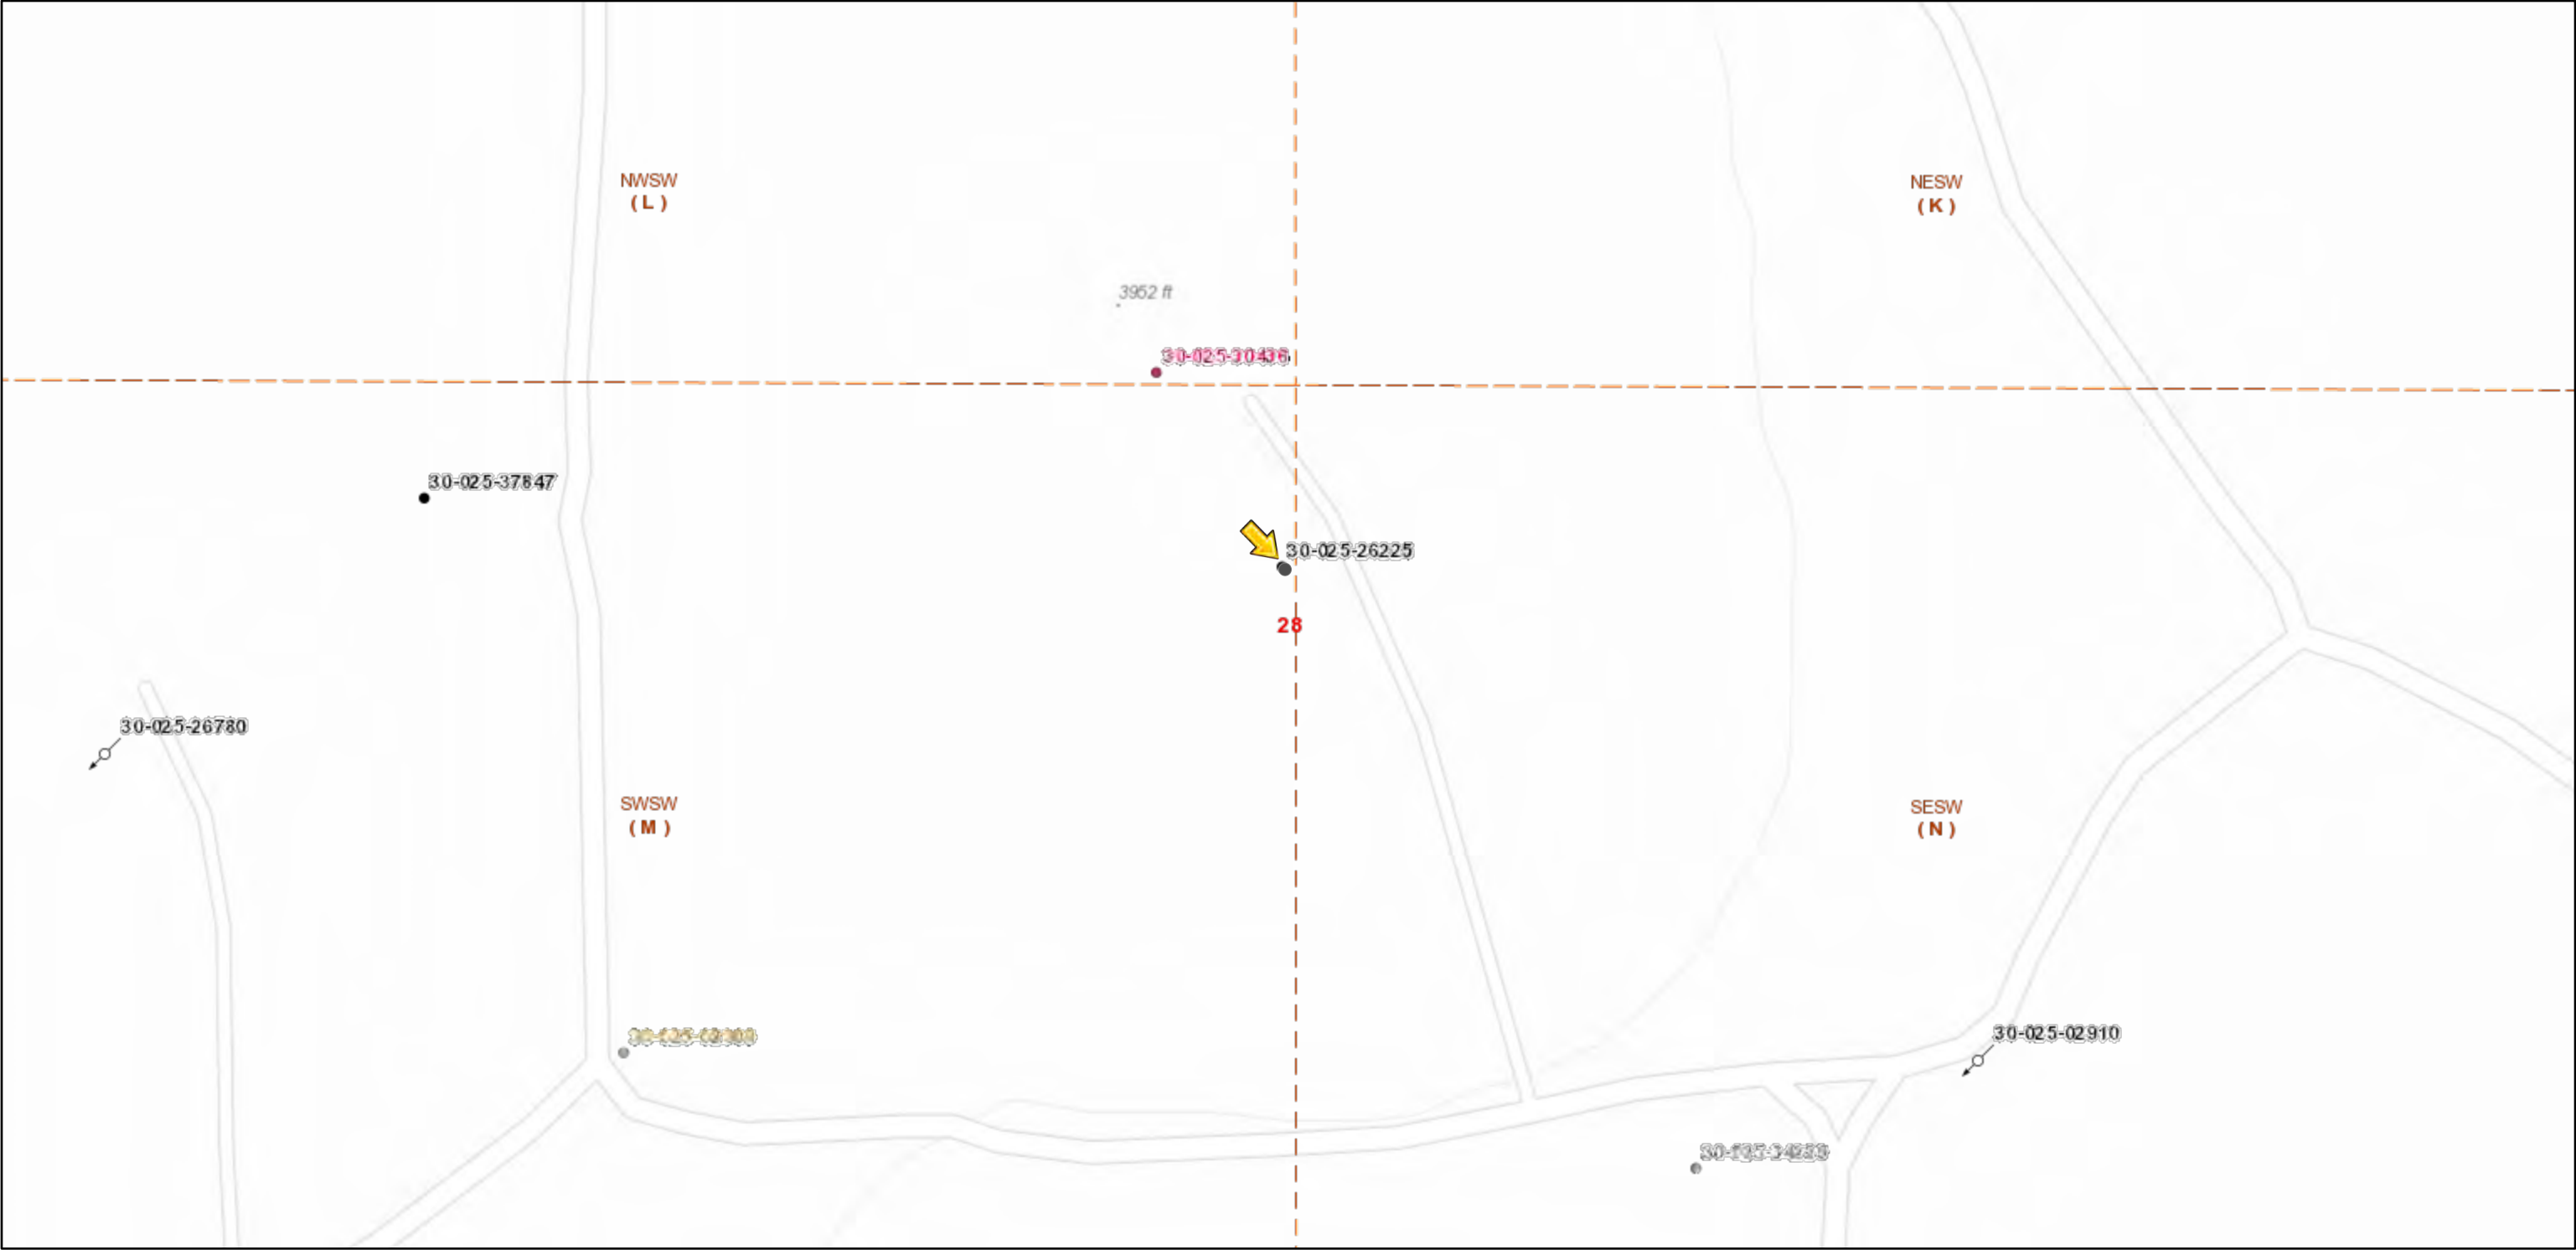 NWSW
( L )
NESW
( K )
3952 ft
30-025-30436
30-025-37847
30-025-26225
28
30-025-26780
SWSW
( M )
SESW
( N )
30-025-02910